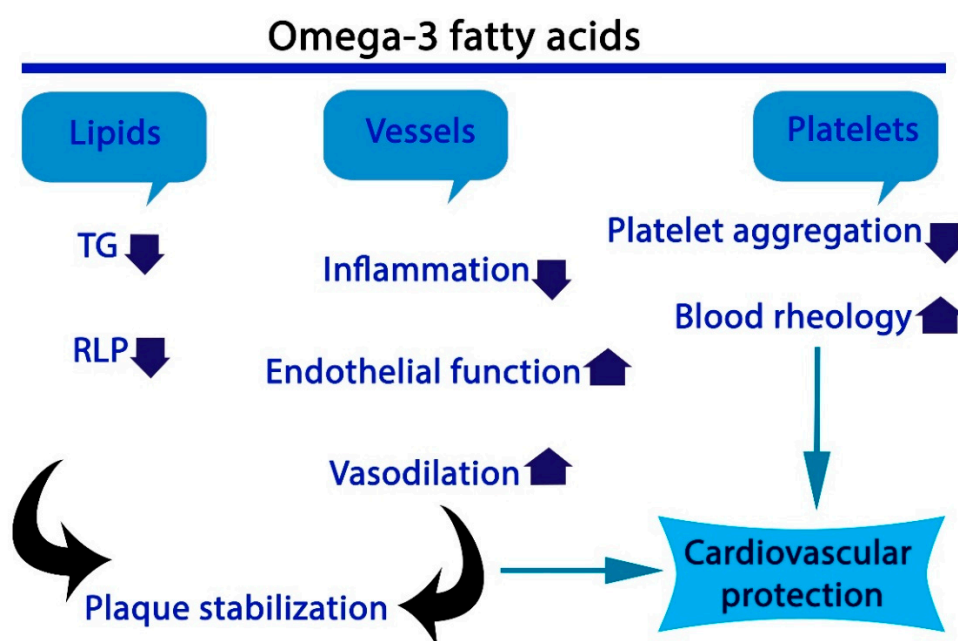 Omega-3 fatty acids
Lipids
Vessels
Platelets
TG
RLP
Inflammation
Endothelial function
Vasodilation
Platelet aggregation
Blood rheology
Plaque stabilization
Cardiovascular
protection